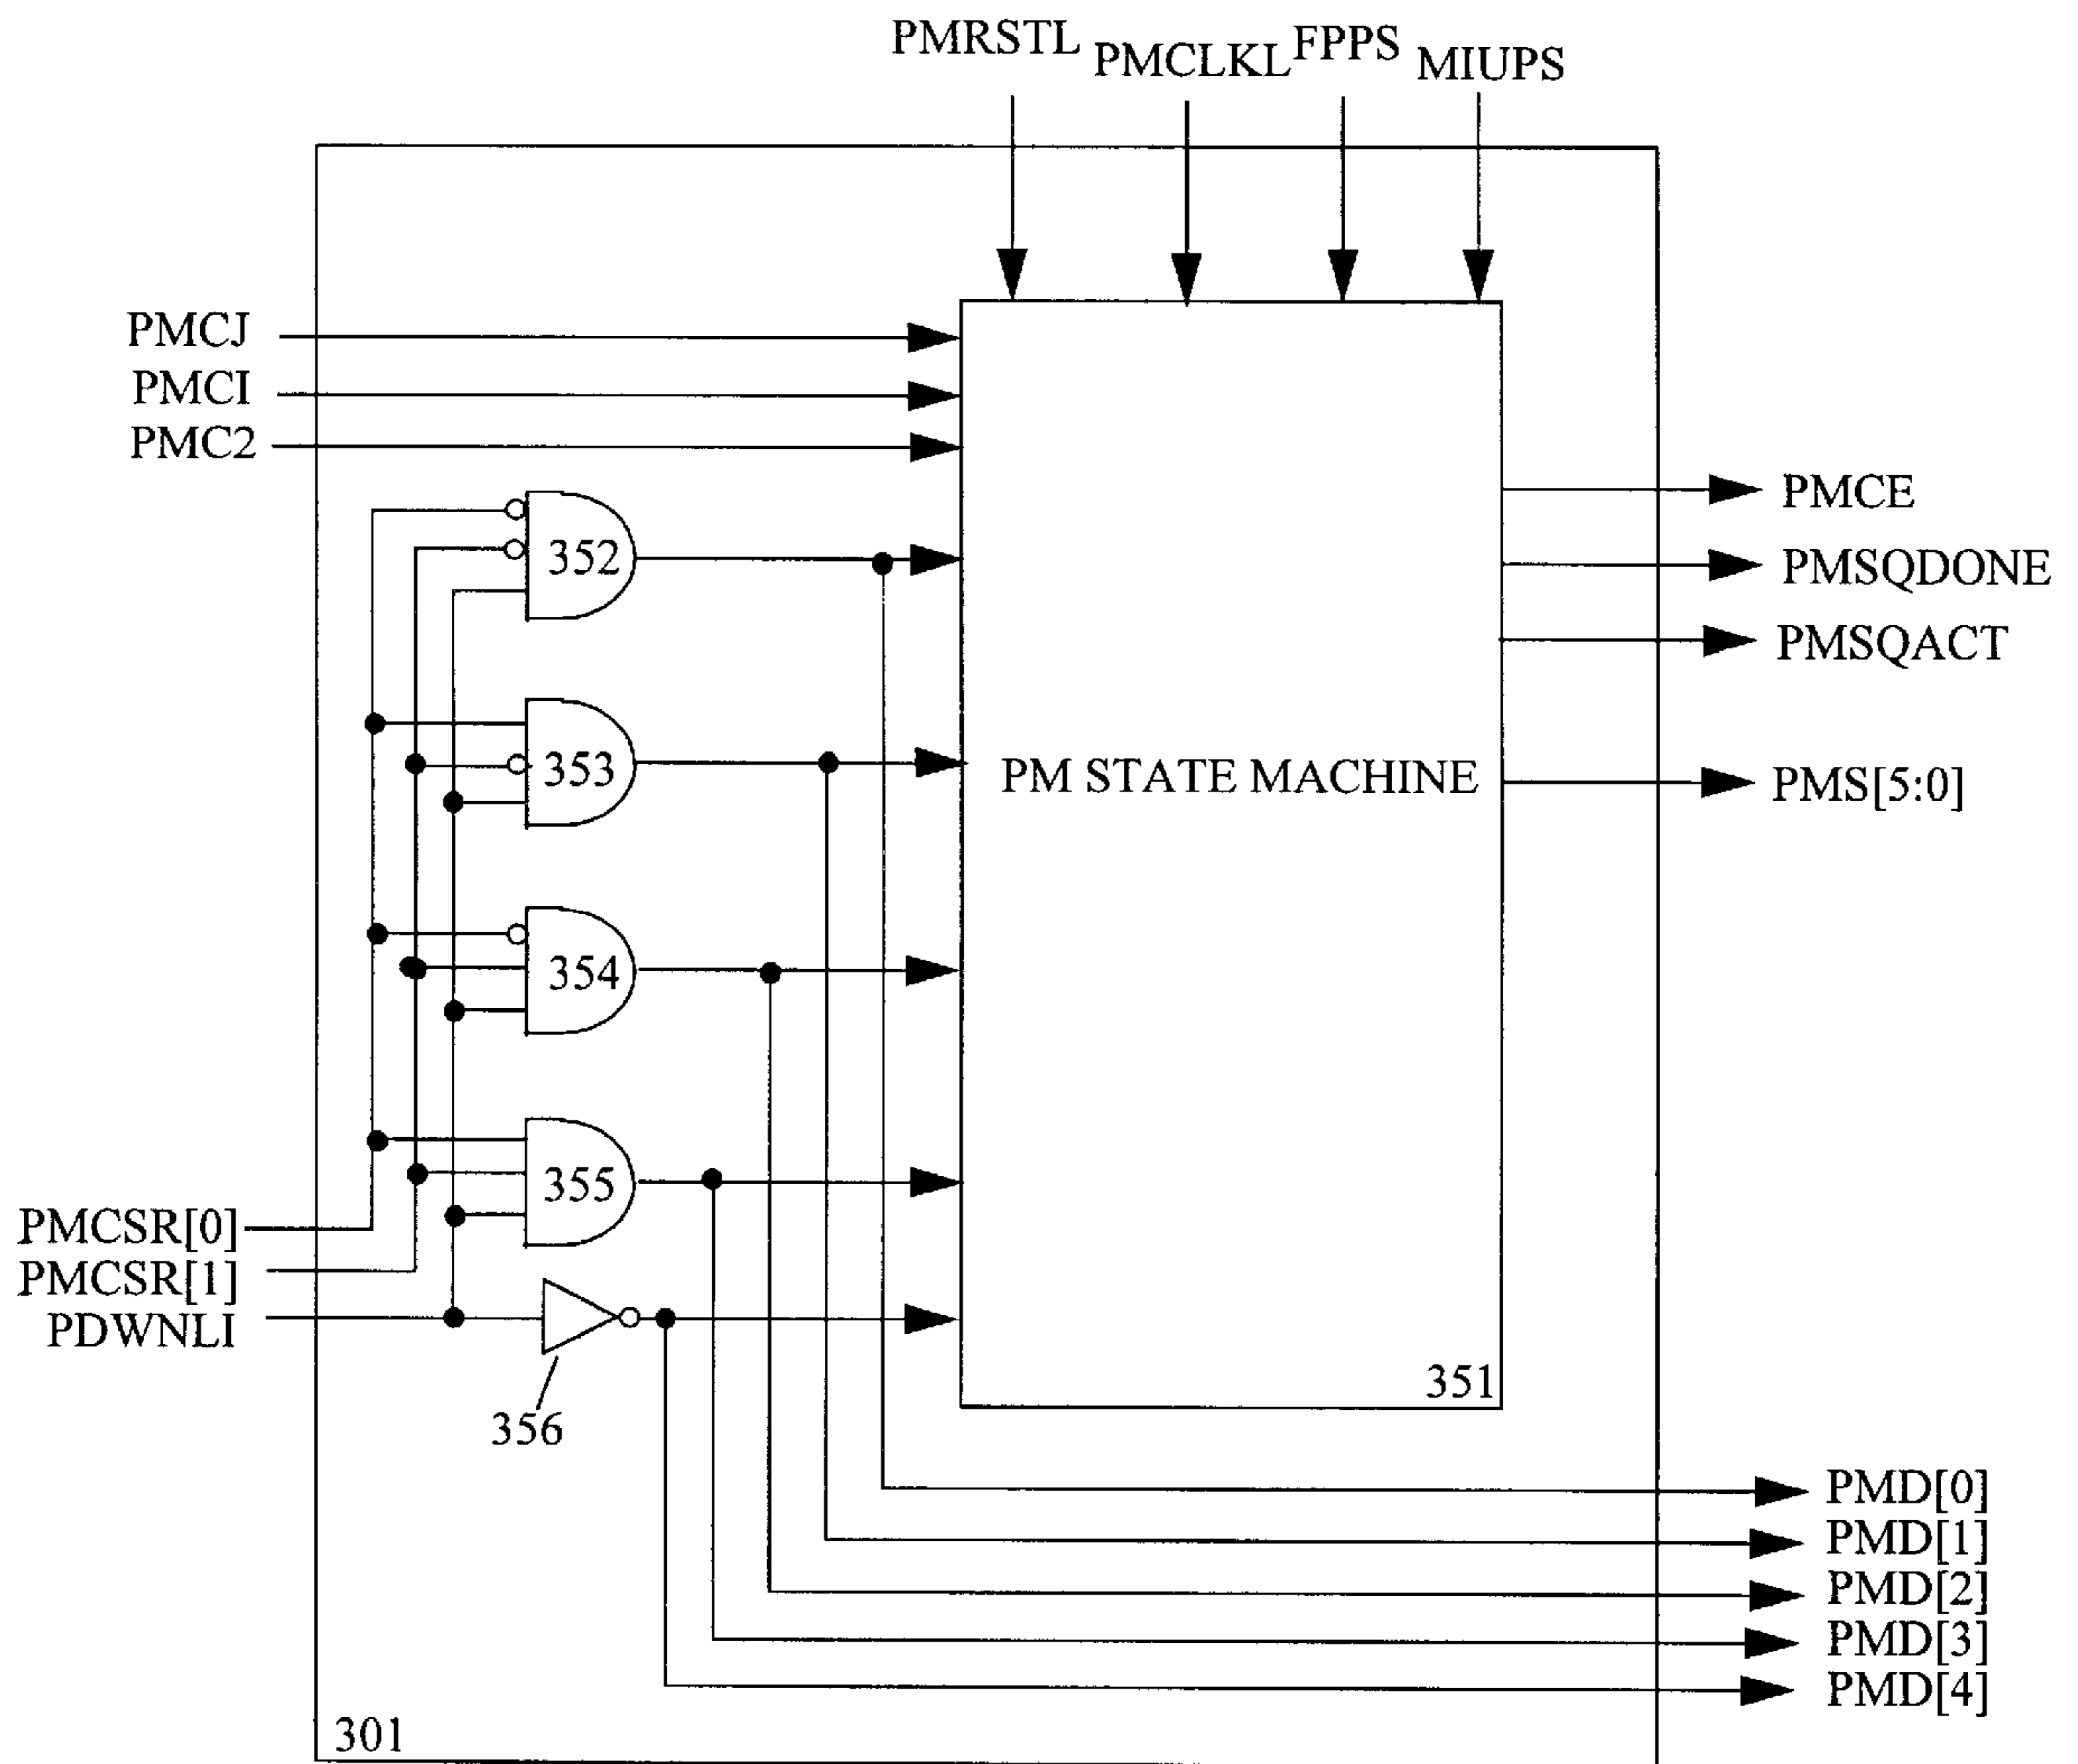 PMRSTL
PMCLKL
FPPS
MIUPS
PMCJ
PMCI
PMC2
352
PMCE
PMSQDONE
PMSQACT
353
PM STATE MACHINE
PMS[5:0]
354
355
PMCSR[0]
PMCSR[1]
PDWNLI
351
356
PMD[0]
PMD[1]
PMD[2]
PMD[3]
PMD[4]
301